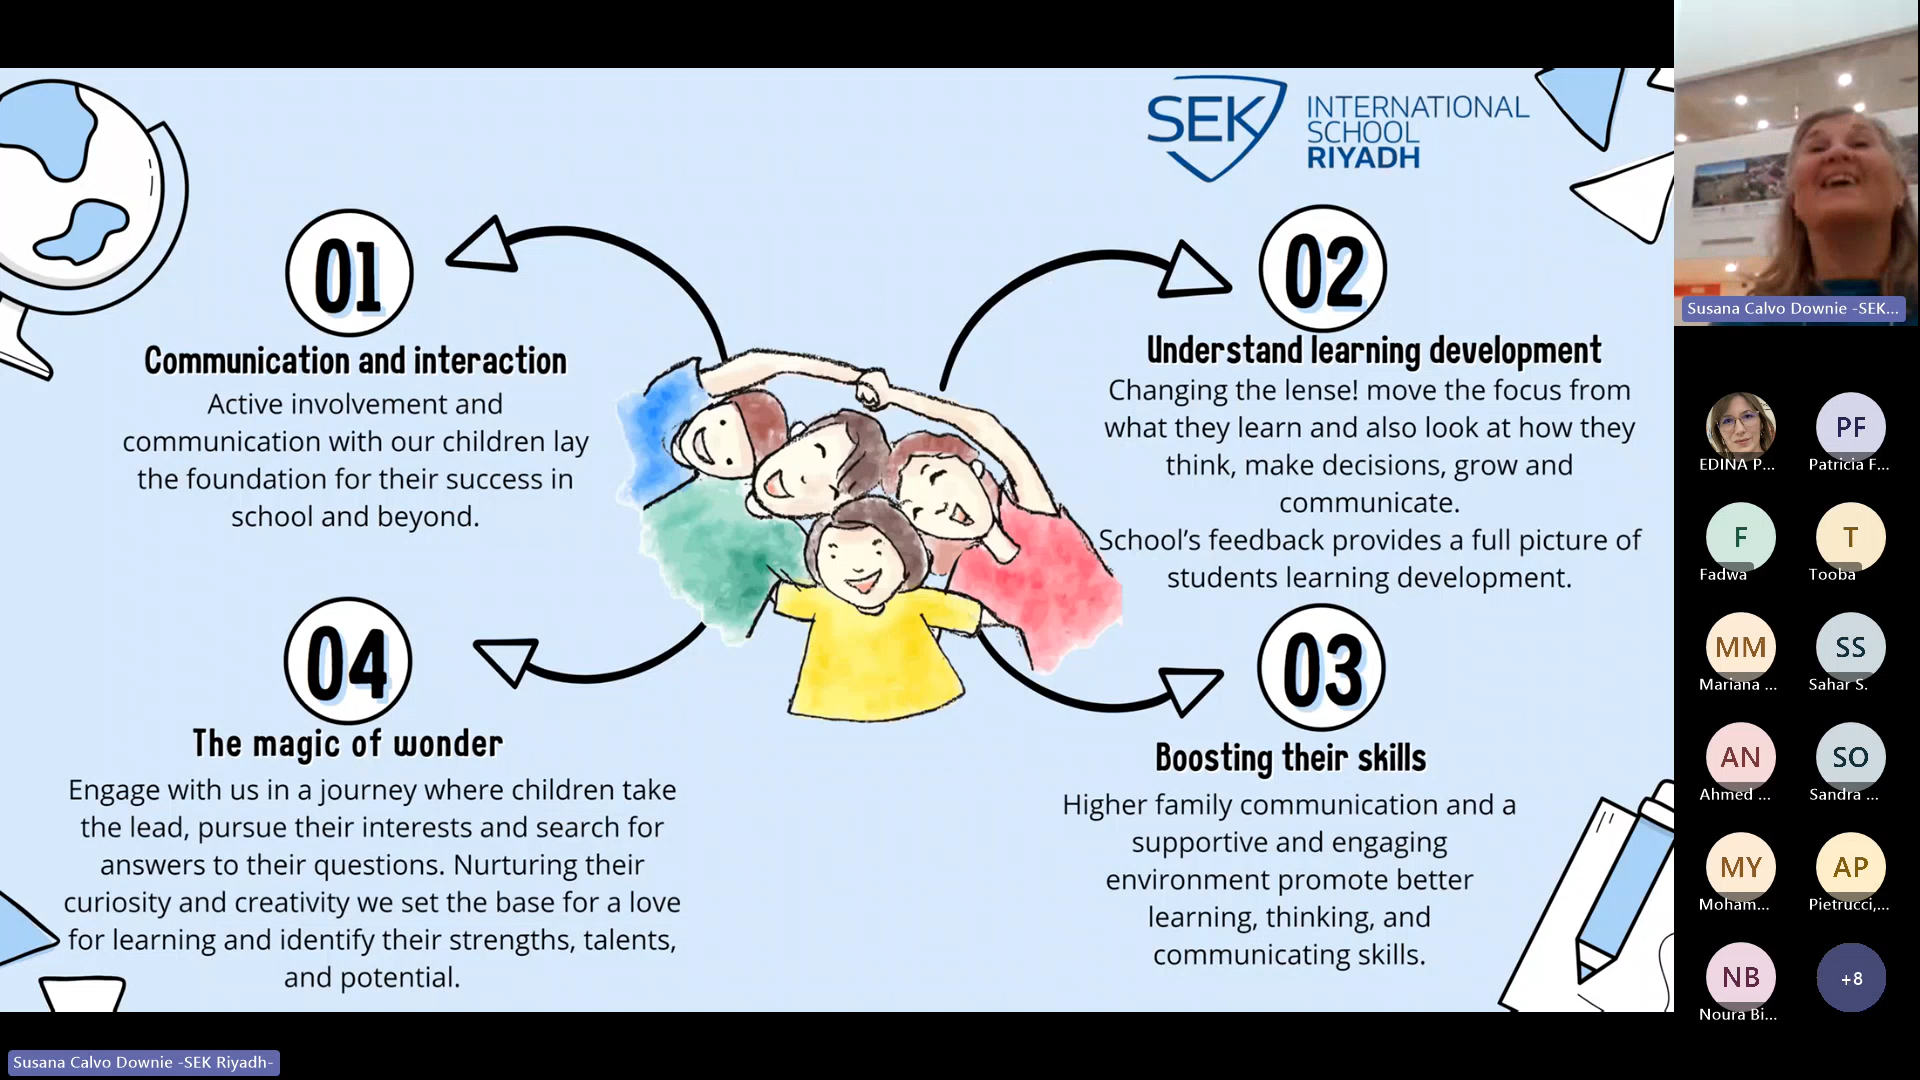 SEK
INTERNATIONAL
SCHOOL
RIYADH
01
Communication and interaction
Active involvement and
communication with our children lay
the foundation for their success in
school and beyond.
02
Understand learning development
Changing the lense! move the focus from
what they learn and also look at how they
think, make decisions, grow and
communicate.
School's feedback provides a full picture of
students learning development.
03
Boosting their skills
Higher family communication and a
supportive and engaging
environment promote better
learning, thinking, and
communicating skills.
04
The magic of wonder
Engage with us in a journey where children take
the lead, pursue their interests and search for
answers to their questions. Nurturing their
curiosity and creativity we set the base for a love
for learning and identify their strengths, talents,
and potential.
Susana Calvo Downie -SEK...
EDINA P...
PF
Patricia F...
F
Fadwa
T
Tooba
MM
Mariana ...
SS
Sahar S.
AN
Ahmed ...
SO
Sandra ...
MY
Moham...
AP
Pietrucci,...
NB
Noura Bi...
+8
Susana Calvo Downie -SEK Riyadh-